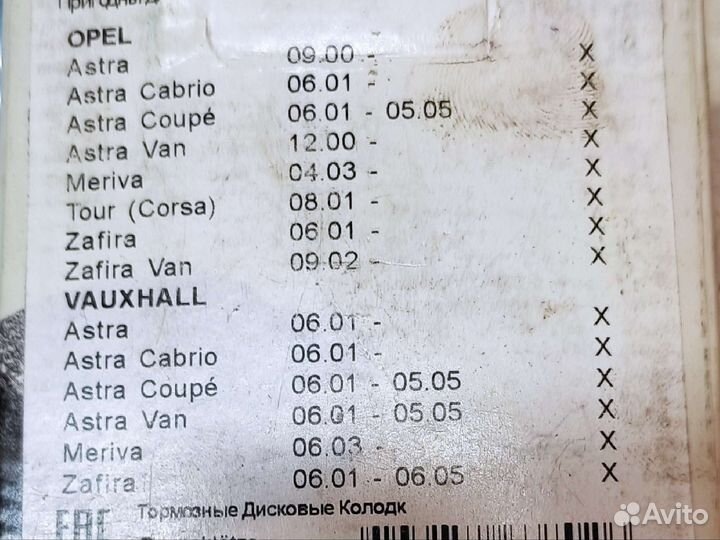 OPEL
Astra 09.00 - X
Astra Cabrio 06.01 - X
Astra Coupé 06.01 - 05.05 X
Astra Van 12.00 - X
Meriva 04.03 - X
Tour (Corsa) 08.01 - X
Zafira 06.01 - X
Zafira Van 09.02 - X
VAUXHALL
Astra 06.01 - X
Astra Cabrio 06.01 - X
Astra Coupé 06.01 - 05.05 X
Astra Van 06.01 - 05.05 X
Meriva 06.03 - X
Zafira 06.01 - 06.05 X
EAC Тормозные Дисковые Колодк
Avito